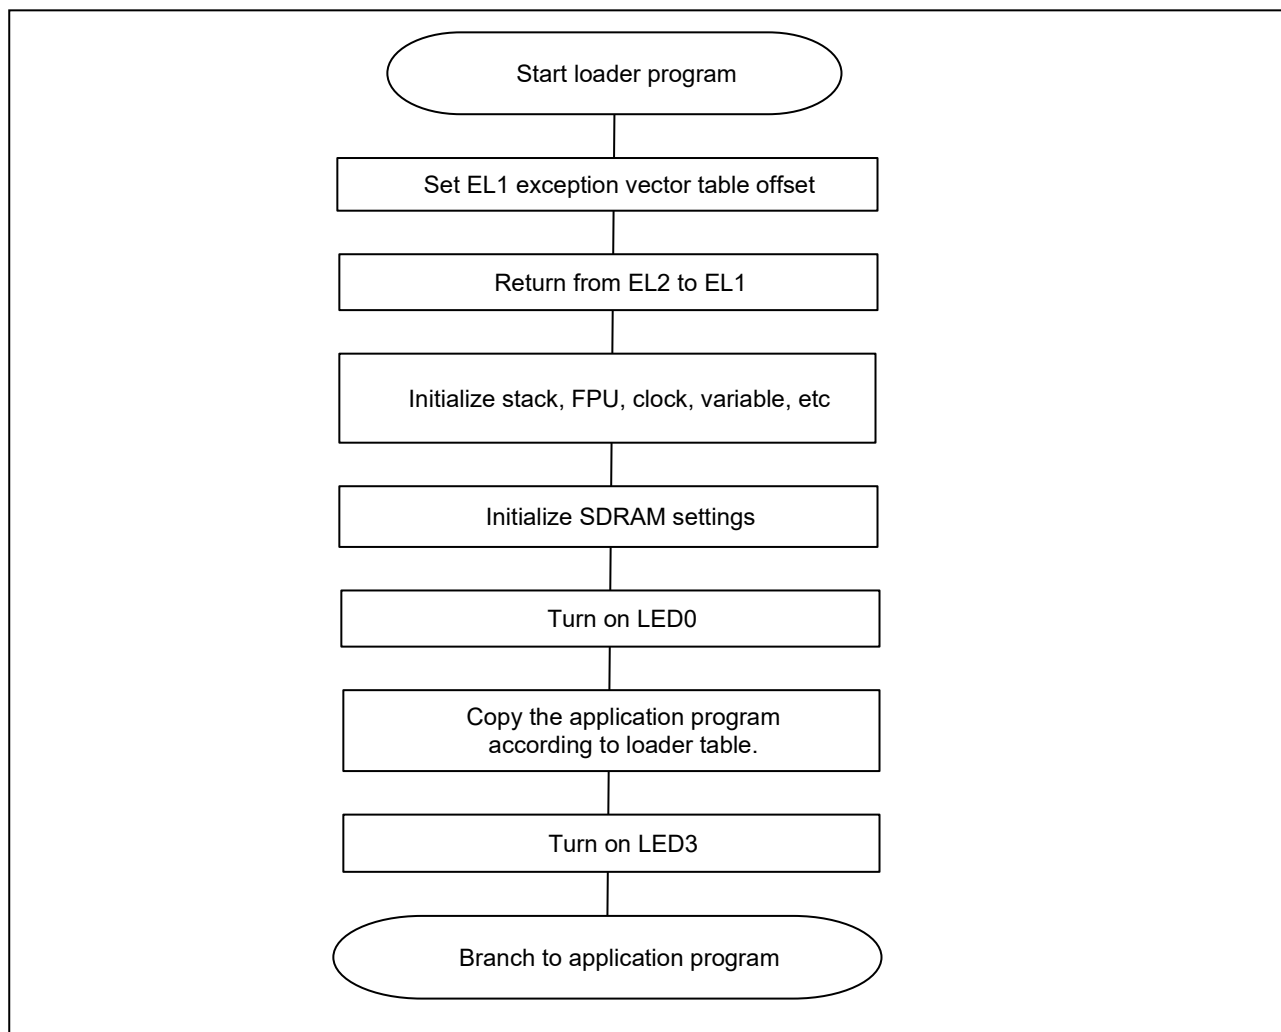 Start loader program
Set EL1 exception vector table offset
Return from EL2 to EL1
Initialize stack, FPU, clock, variable, etc
Initialize SDRAM settings
Turn on LED0
Copy the application program
according to loader table.
Turn on LED3
Branch to application program